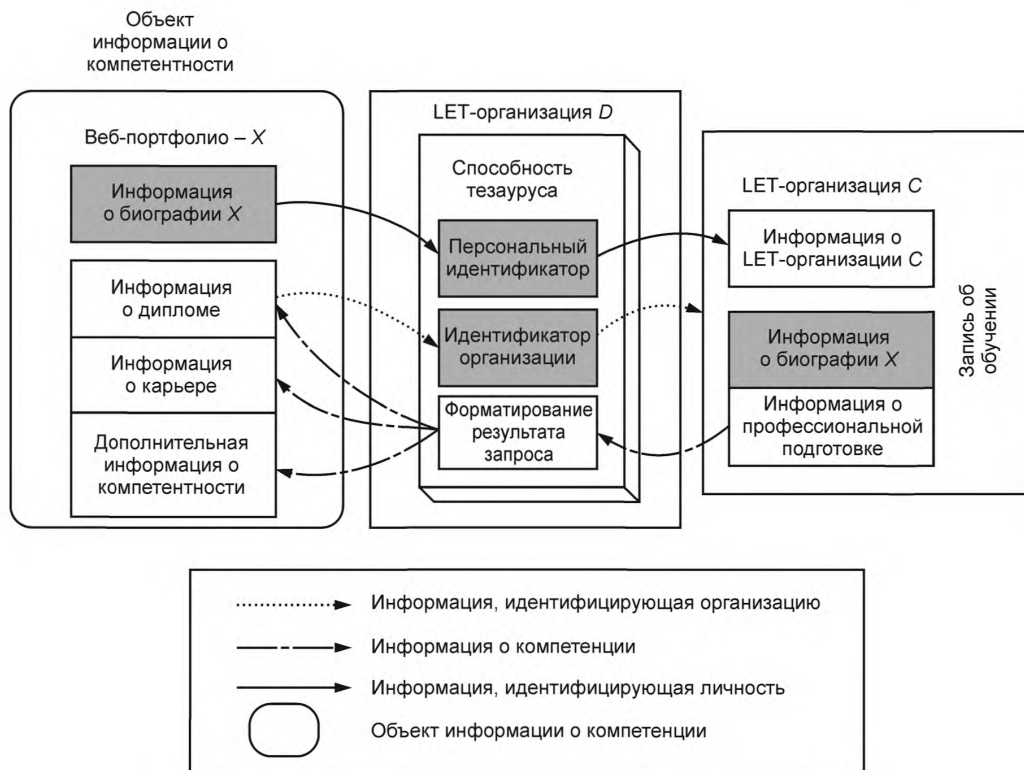 Объект
информации о
компетентности
Веб-портфолио – X
Информация
о биографии X
Информация
о дипломе
Информация
о карьере
Дополнительная
информация о
компетентности
LET-организация D
Способность
тезауруса
Персональный
идентификатор
Идентификатор
организации
Форматирование
результата
запроса
LET-организация C
Информация о
LET-организации C
Информация
о биографии X
Информация о
профессиональной
подготовке
Запись об
обучении
Информация, идентифицирующая организацию
Информация о компетенции
Информация, идентифицирующая личность
Объект информации о компетенции